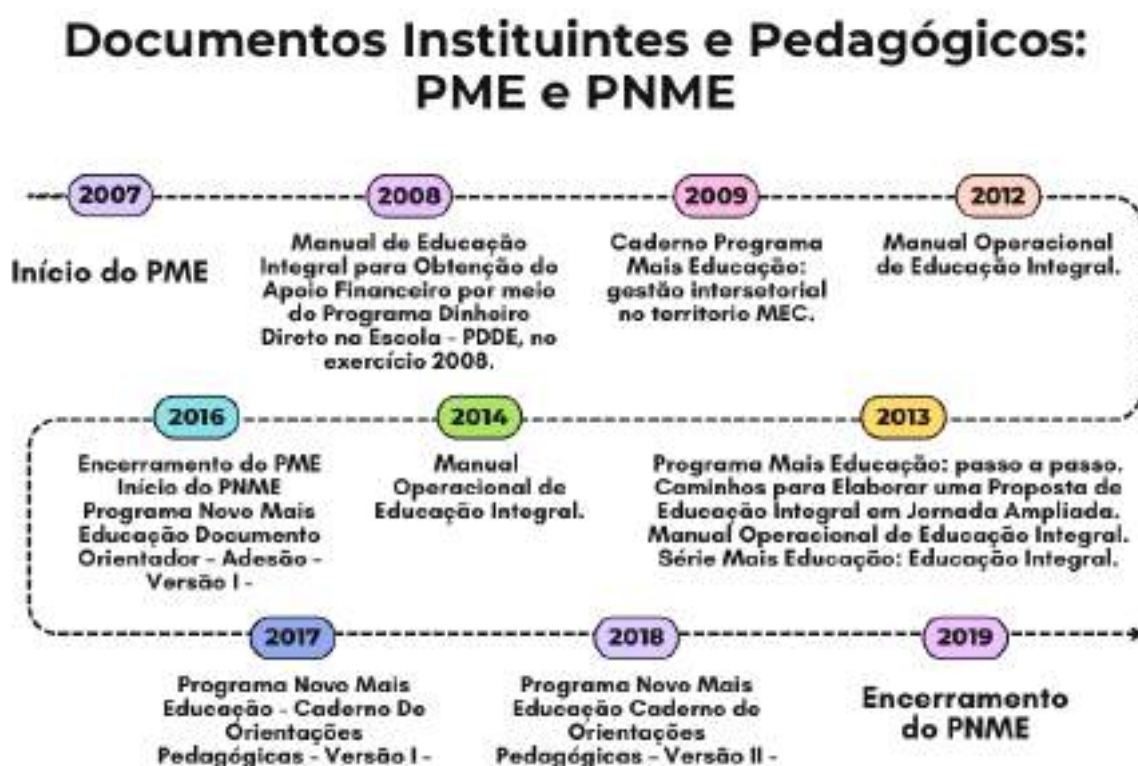 Documentos Instituintes e Pedagógicos:
PME e PNME
2007
Início do PME
2008
Manual de Educação
Integral para Obtenção do
Apoio Financeiro por meio
do Programa Dinheiro
Direto na Escola - PDDE, no
exercício 2008.
2009
Caderno Programa
Mais Educação:
gestão intersetorial
no territorio MEC.
2012
Manual Operacional
de Educação Integral.
2013
Programa Mais Educação: passo a passo.
Caminhos para Elaborar uma Proposta de
Educação Integral em Jornada Ampliada.
Manual Operacional de Educação Integral.
Série Mais Educação: Educação Integral.
2014
Manual
Operacional de
Educação Integral.
2016
Encerramento do PME
Início do PNME
Programa Novo Mais
Educação Documento
Orientador - Adesão -
Versão I -
2017
Programa Novo Mais
Educação - Caderno De
Orientações
Pedagógicas - Versão I -
2018
Programa Novo Mais
Educação Caderno de
Orientações
Pedagógicas - Versão II -
2019
Encerramento
do PNME